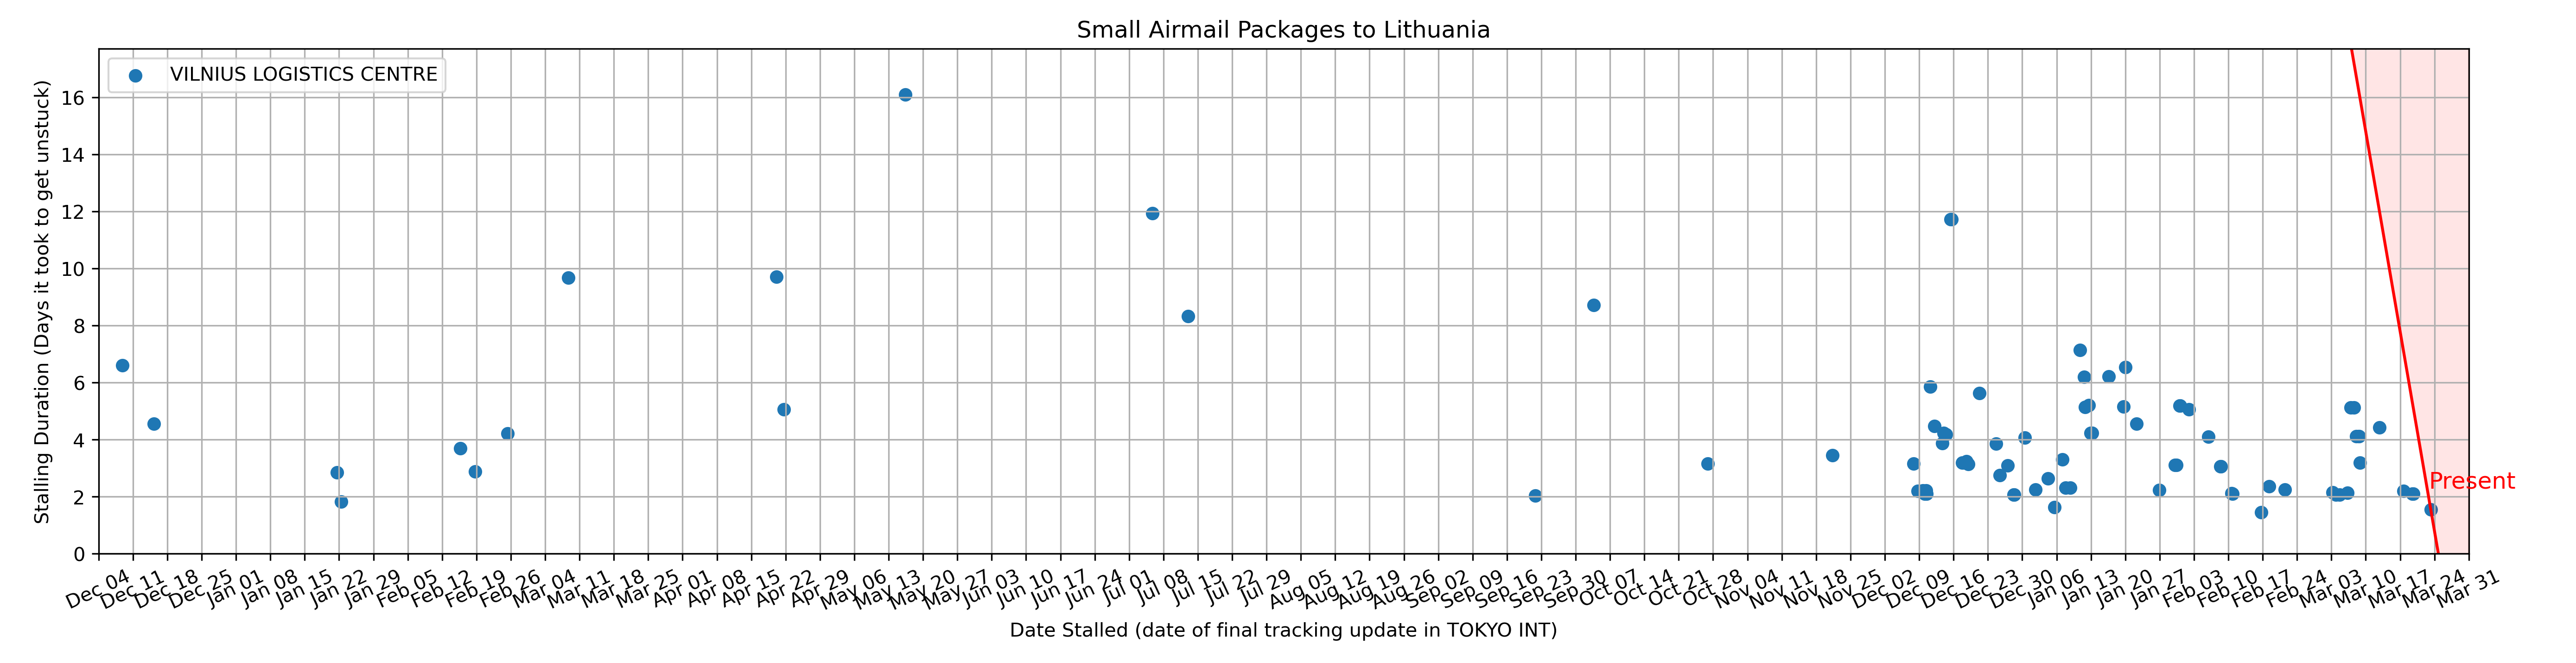 Small Airmail Packages to Lithuania
VILNIUS LOGISTICS CENTRE
Stalling Duration (Days it took to get unstuck)
16
14
12
10
8
6
4
2
0
Present
Dec 04 Dec 11 Dec 18 Dec 25 Jan 01 Jan 08 Jan 15 Jan 22 Jan 29 Feb 05 Feb 12 Feb 19 Feb 26 Mar 04 Mar 11 Mar 18 Mar 25 Apr 01 Apr 08 Apr 15 Apr 22 Apr 29 May 06 May 13 May 20 May 27 Jun 03 Jun 10 Jun 17 Jun 24 Jul 01 Jul 08 Jul 15 Jul 22 Jul 29 Aug 05 Aug 12 Aug 19 Aug 26 Sep 02 Sep 09 Sep 16 Sep 23 Sep 30 Oct 07 Oct 14 Oct 21 Oct 28 Nov 04 Nov 11 Nov 18 Nov 25 Dec 02 Dec 09 Dec 16 Dec 23 Dec 30 Jan 06 Jan 13 Jan 20 Jan 27 Feb 03 Feb 10 Feb 17 Feb 24 Mar 03 Mar 10 Mar 17 Mar 24 Mar 31
Date Stalled (date of final tracking update in TOKYO INT)